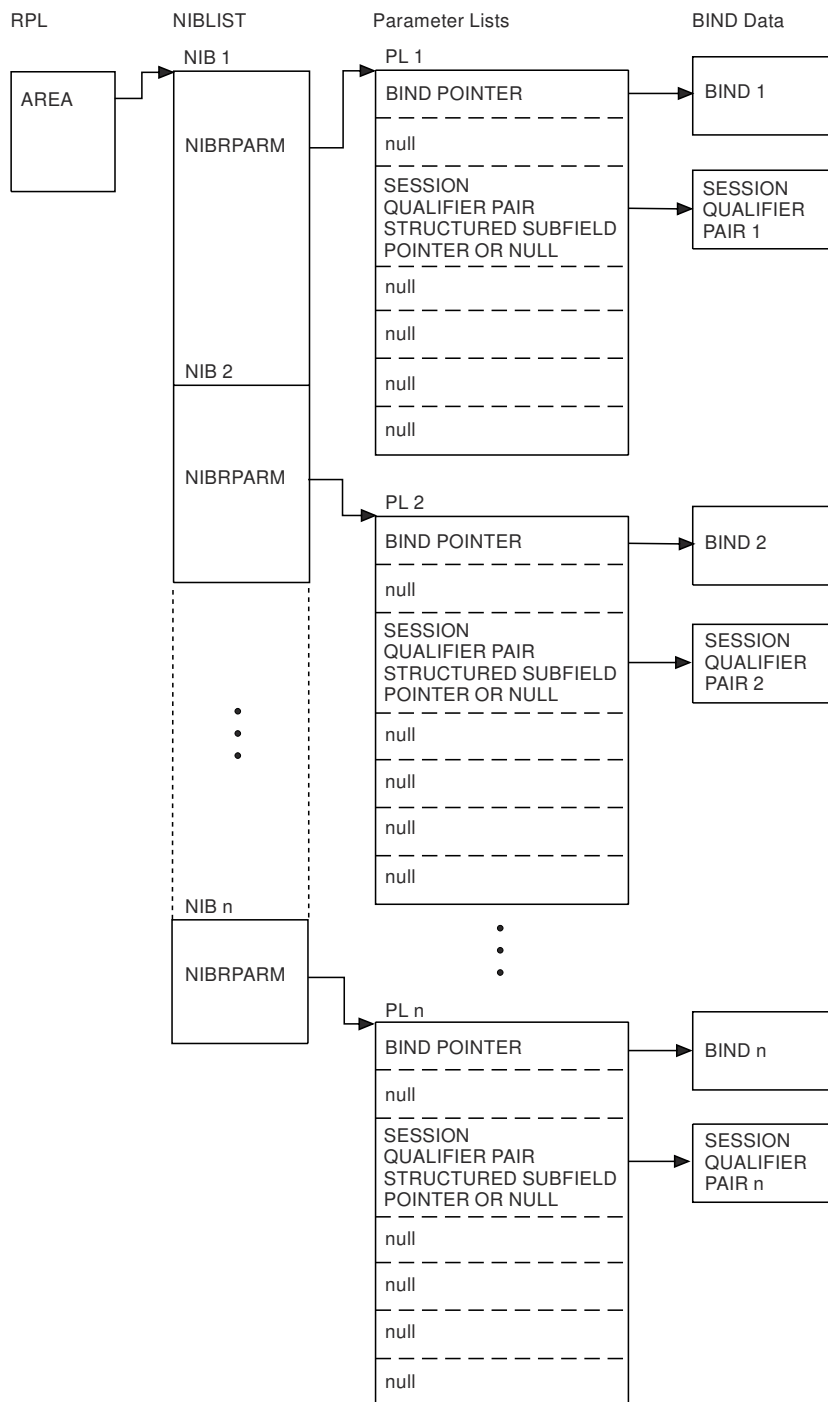 RPL
NIBLIST
Parameter Lists
BIND Data
NIB 1
PL 1
AREA
NIBRPARM
BIND POINTER
null
SESSION
QUALIFIER PAIR
STRUCTURED SUBFIELD
POINTER OR NULL
null
null
null
null
BIND 1
SESSION
QUALIFIER
PAIR 1
NIB 2
NIBRPARM
PL 2
BIND POINTER
null
SESSION
QUALIFIER PAIR
STRUCTURED SUBFIELD
POINTER OR NULL
null
null
null
null
BIND 2
SESSION
QUALIFIER
PAIR 2
NIB n
NIBRPARM
PL n
BIND POINTER
null
SESSION
QUALIFIER PAIR
STRUCTURED SUBFIELD
POINTER OR NULL
null
null
null
null
BIND n
SESSION
QUALIFIER
PAIR n